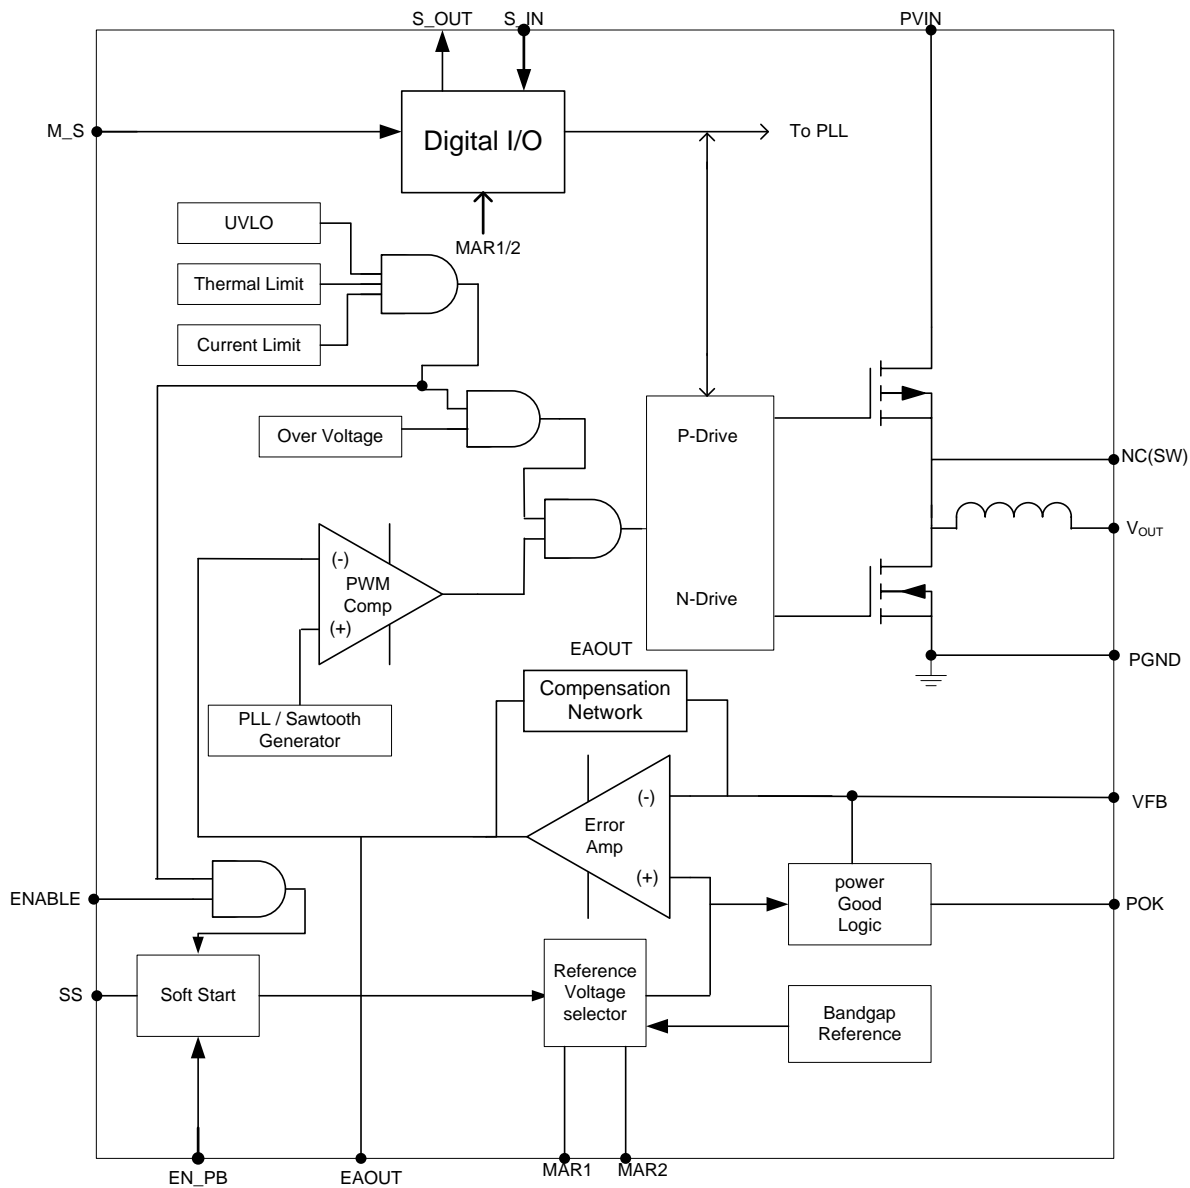 S_OUT
S_IN
PVIN
M_S
Digital I/O
To PLL
MAR1/2
UVLO
Thermal Limit
Current Limit
Over Voltage
P-Drive
N-Drive
NC(SW)
VOUT
PGND
(-)
PWM
Comp
(+)
PLL / Sawtooth
Generator
EAOUT
Compensation
Network
(-)
Error
Amp
(+)
VFB
power
Good
Logic
POK
ENABLE
SS
Soft Start
Reference
Voltage
selector
Bandgap
Reference
EN_PB
EAOUT
MAR1
MAR2